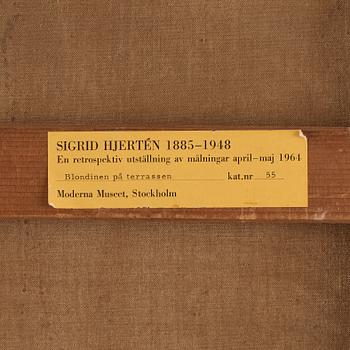 SIGRID HJERTÉN 1885–1948
En retrospektiv utställning av målningar april–maj 1964
Blondinen på terrassen kat.nr 55
Moderna Museet, Stockholm